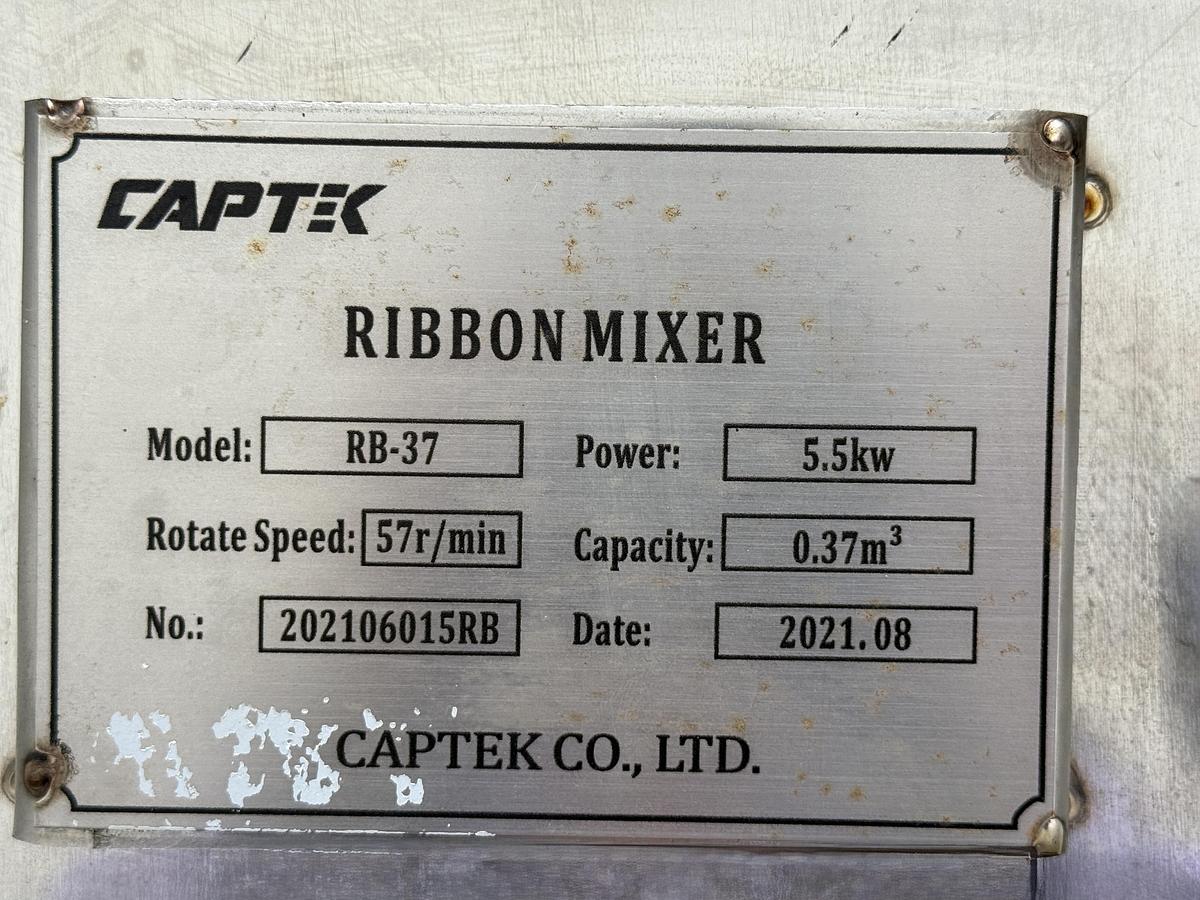 CAPTEK
RIBBON MIXER
Model: RB-37 Power: 5.5kw
Rotate Speed: 57r/min Capacity: 0.37m³
No.: 202106015RB Date: 2021.08
CAPTEK CO., LTD.